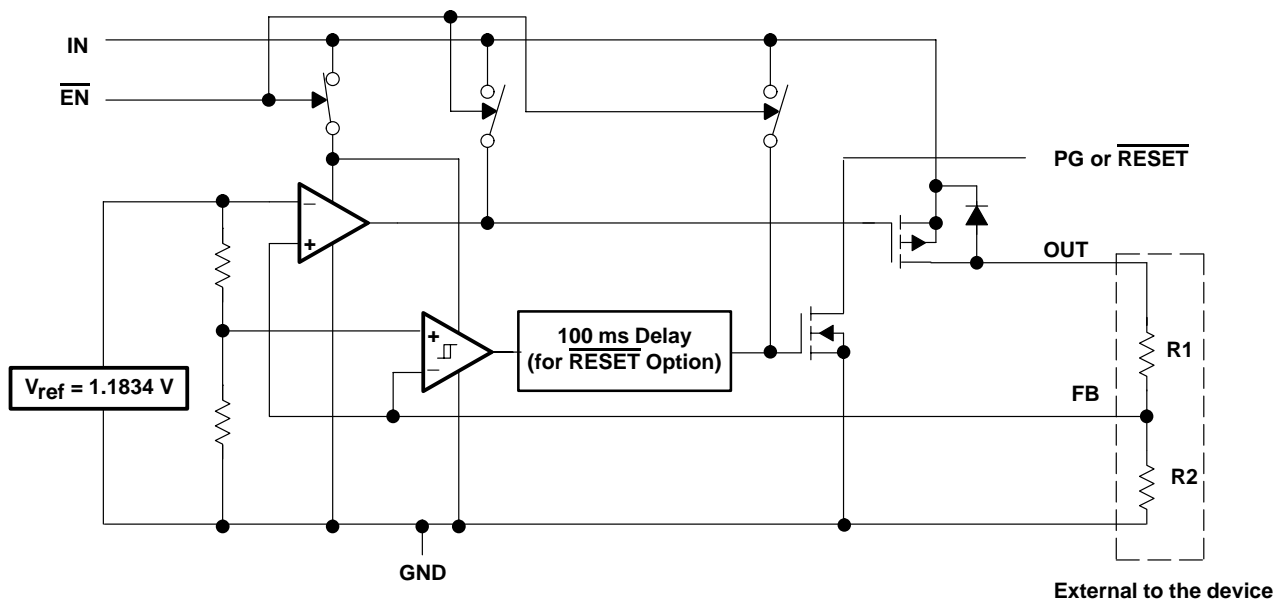 IN
EN
PG or RESET
−
+
OUT
+
−
100 ms Delay
(for RESET Option)
R1
Vref = 1.1834 V
FB
R2
GND
External to the device